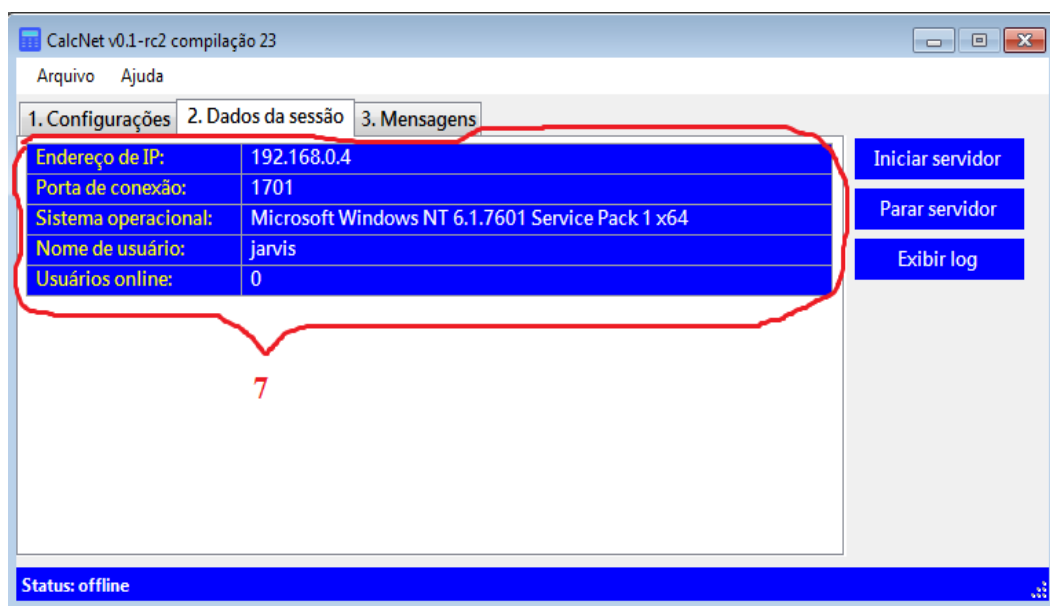 CalcNet v0.1-rc2 compilação 23
Arquivo Ajuda
1. Configurações 2. Dados da sessão 3. Mensagens
Endereço de IP: 192.168.0.4
Porta de conexão: 1701
Sistema operacional: Microsoft Windows NT 6.1.7601 Service Pack 1 x64
Nome de usuário: jarvis
Usuários online: 0
Iniciar servidor
Parar servidor
Exibir log
7
Status: offline